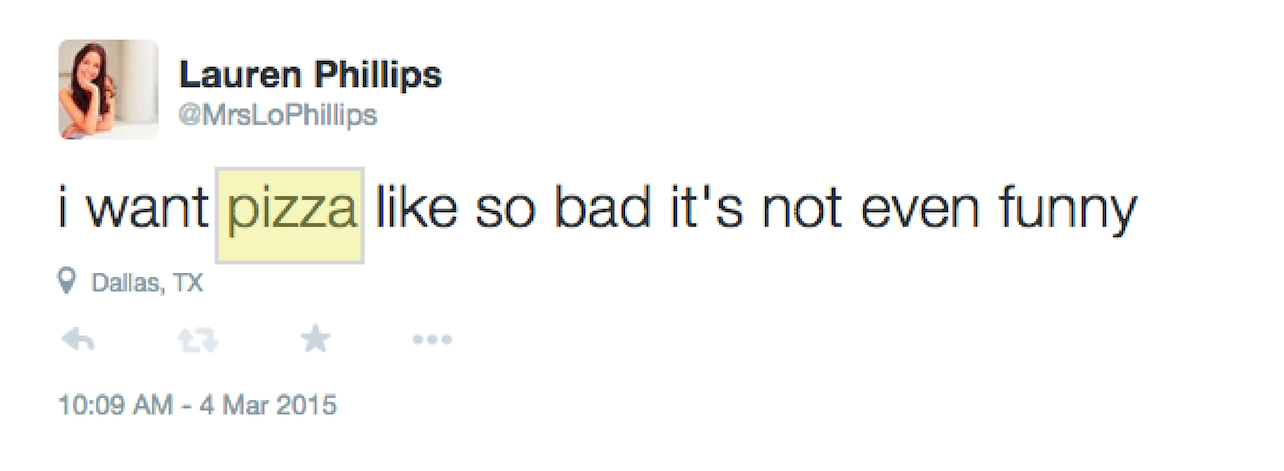 Lauren Phillips
@MrsLoPhillips
i want pizza like so bad it's not even funny
Dallas, TX
10:09 AM - 4 Mar 2015